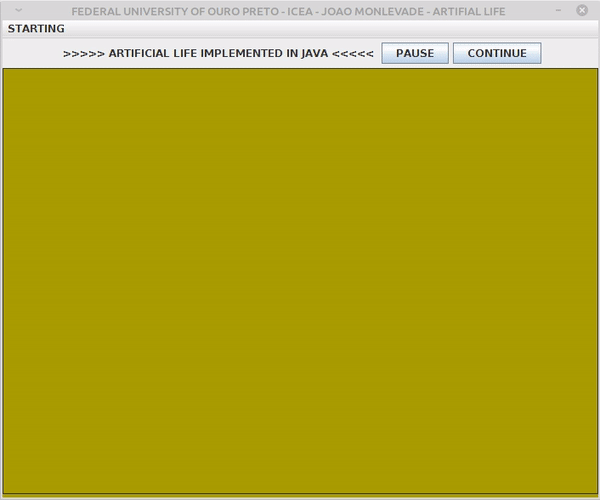 FEDERAL UNIVERSITY OF OURO PRETO - ICEA - JOAO MONLEVADE - ARTIFIAL LIFE
STARTING
>>>>> ARTIFICIAL LIFE IMPLEMENTED IN JAVA <<<<< PAUSE CONTINUE